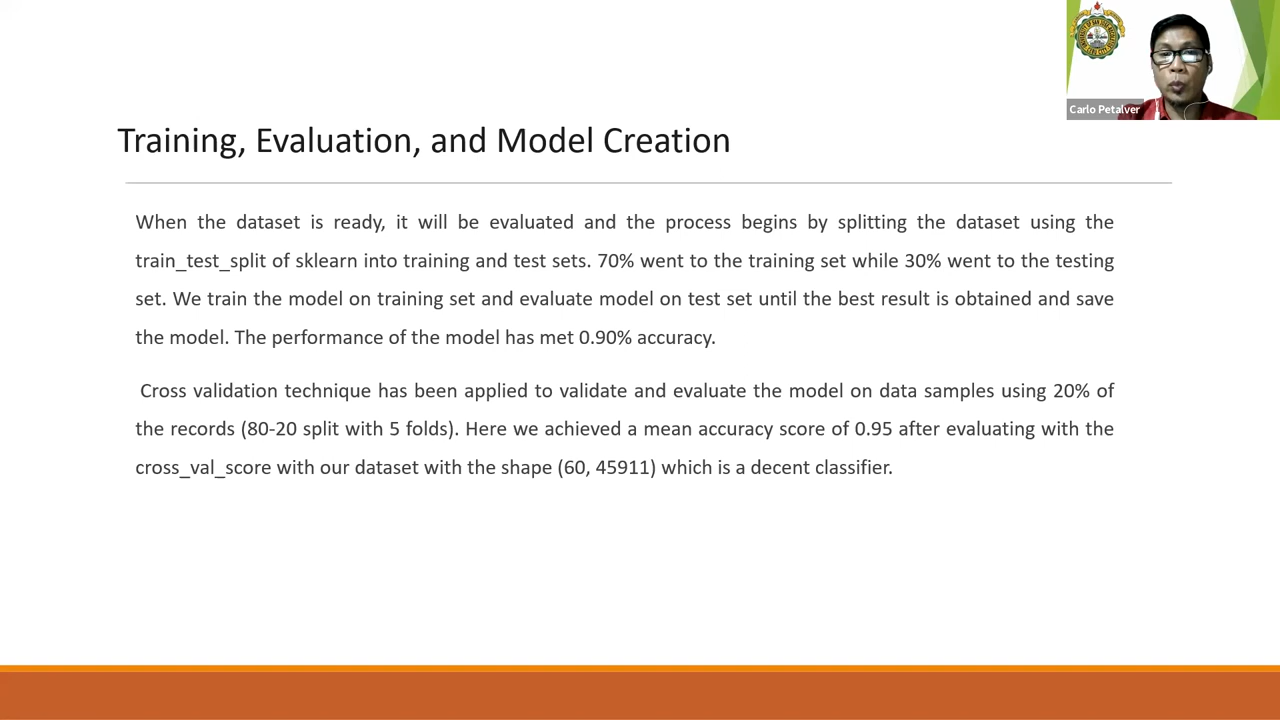 Carlo Petalver
Training, Evaluation, and Model Creation
When the dataset is ready, it will be evaluated and the process begins by splitting the dataset using the
train_test_split of sklearn into training and test sets. 70% went to the training set while 30% went to the testing
set. We train the model on training set and evaluate model on test set until the best result is obtained and save
the model. The performance of the model has met 0.90% accuracy.
Cross validation technique has been applied to validate and evaluate the model on data samples using 20% of
the records (80-20 split with 5 folds). Here we achieved a mean accuracy score of 0.95 after evaluating with the
cross_val_score with our dataset with the shape (60, 45911) which is a decent classifier.